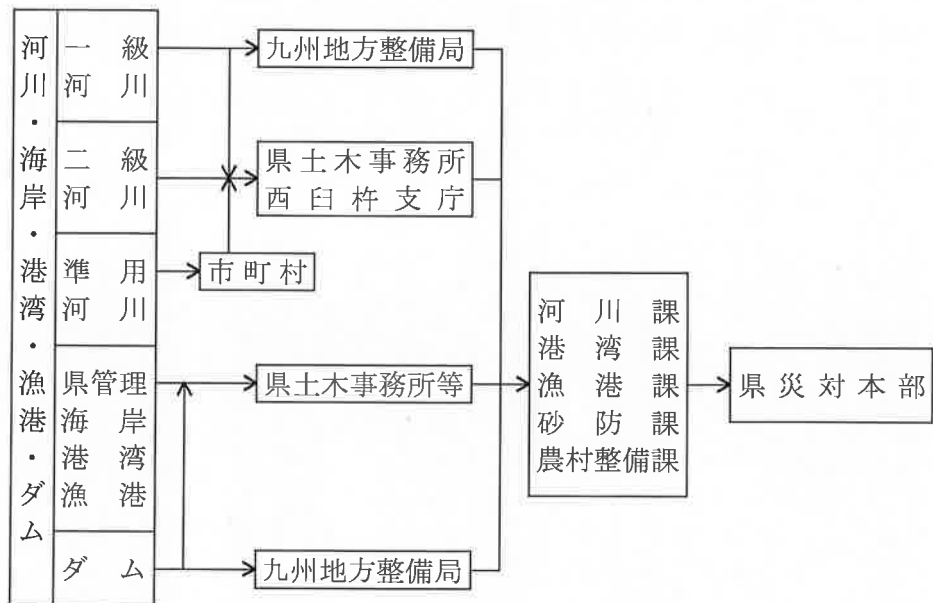 河川・海岸・港湾・漁港・ダム
一級
河川
二級
河川
準用
河川
県管理
海岸
港湾
漁港
ダム
九州地方整備局
県土木事務所
西臼杵支庁
市町村
県土木事務所等
九州地方整備局
河川課
港湾課
漁港課
砂防課
農村整備課
県災対本部